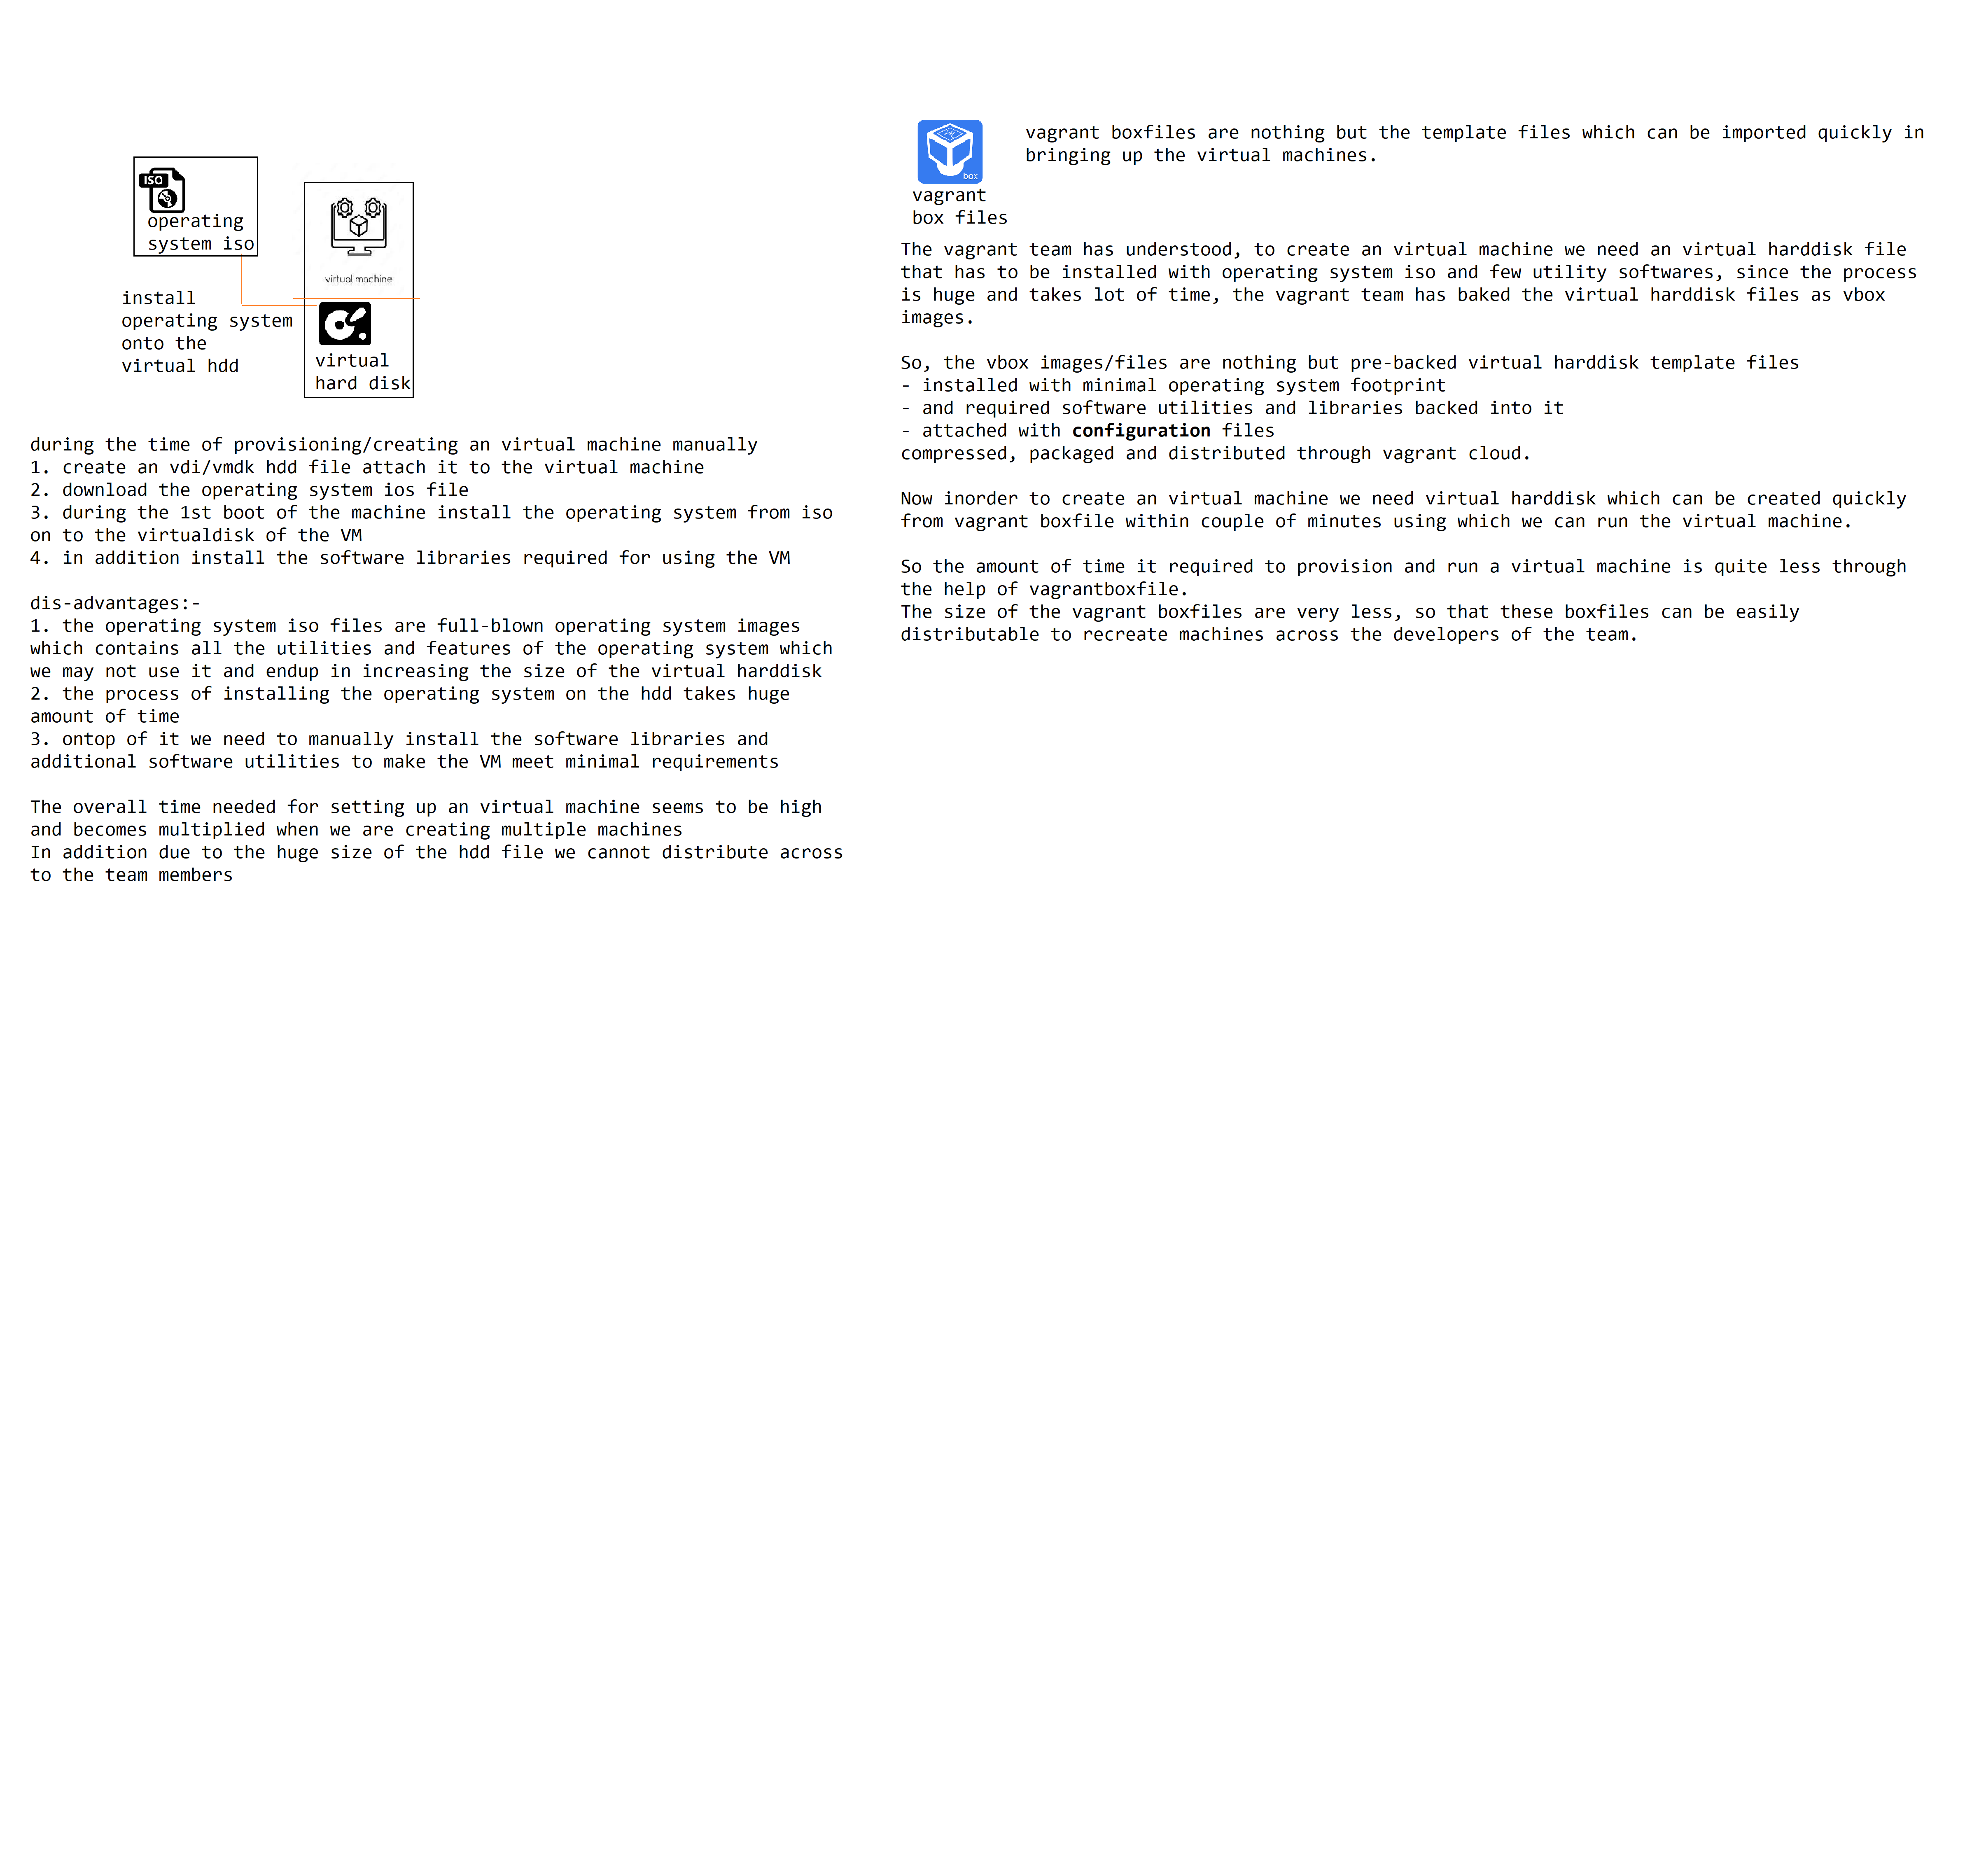 ISO
operating
system iso
virtual machine
install
operating system
onto the
virtual hdd
virtual
hard disk
during the time of provisioning/creating an virtual machine manually
1. create an vdi/vmdk hdd file attach it to the virtual machine
2. download the operating system ios file
3. during the 1st boot of the machine install the operating system from iso
on to the virtualdisk of the VM
4. in addition install the software libraries required for using the VM
dis-advantages:-
1. the operating system iso files are full-blown operating system images
which contains all the utilities and features of the operating system which
we may not use it and endup in increasing the size of the virtual harddisk
2. the process of installing the operating system on the hdd takes huge
amount of time
3. ontop of it we need to manually install the software libraries and
additional software utilities to make the VM meet minimal requirements
The overall time needed for setting up an virtual machine seems to be high
and becomes multiplied when we are creating multiple machines
In addition due to the huge size of the hdd file we cannot distribute across
to the team members
box
vagrant
box files
vagrant boxfiles are nothing but the template files which can be imported quickly in
bringing up the virtual machines.
The vagrant team has understood, to create an virtual machine we need an virtual harddisk file
that has to be installed with operating system iso and few utility softwares, since the process
is huge and takes lot of time, the vagrant team has baked the virtual harddisk files as vbox
images.
So, the vbox images/files are nothing but pre-backed virtual harddisk template files
- installed with minimal operating system footprint
- and required software utilities and libraries backed into it
- attached with configuration files
compressed, packaged and distributed through vagrant cloud.
Now inorder to create an virtual machine we need virtual harddisk which can be created quickly
from vagrant boxfile within couple of minutes using which we can run the virtual machine.
So the amount of time it required to provision and run a virtual machine is quite less through
the help of vagrantboxfile.
The size of the vagrant boxfiles are very less, so that these boxfiles can be easily
distributable to recreate machines across the developers of the team.